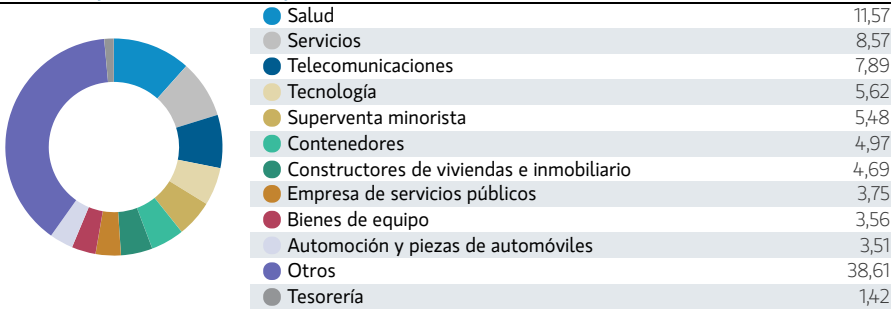 Salud 11,57
Servicios 8,57
Telecomunicaciones 7,89
Tecnología 5,62
Superventa minorista 5,48
Contenedores 4,97
Constructores de viviendas e inmobiliario 4,69
Empresa de servicios públicos 3,75
Bienes de equipo 3,56
Automoción y piezas de automóviles 3,51
Otros 38,61
Tesorería 1,42